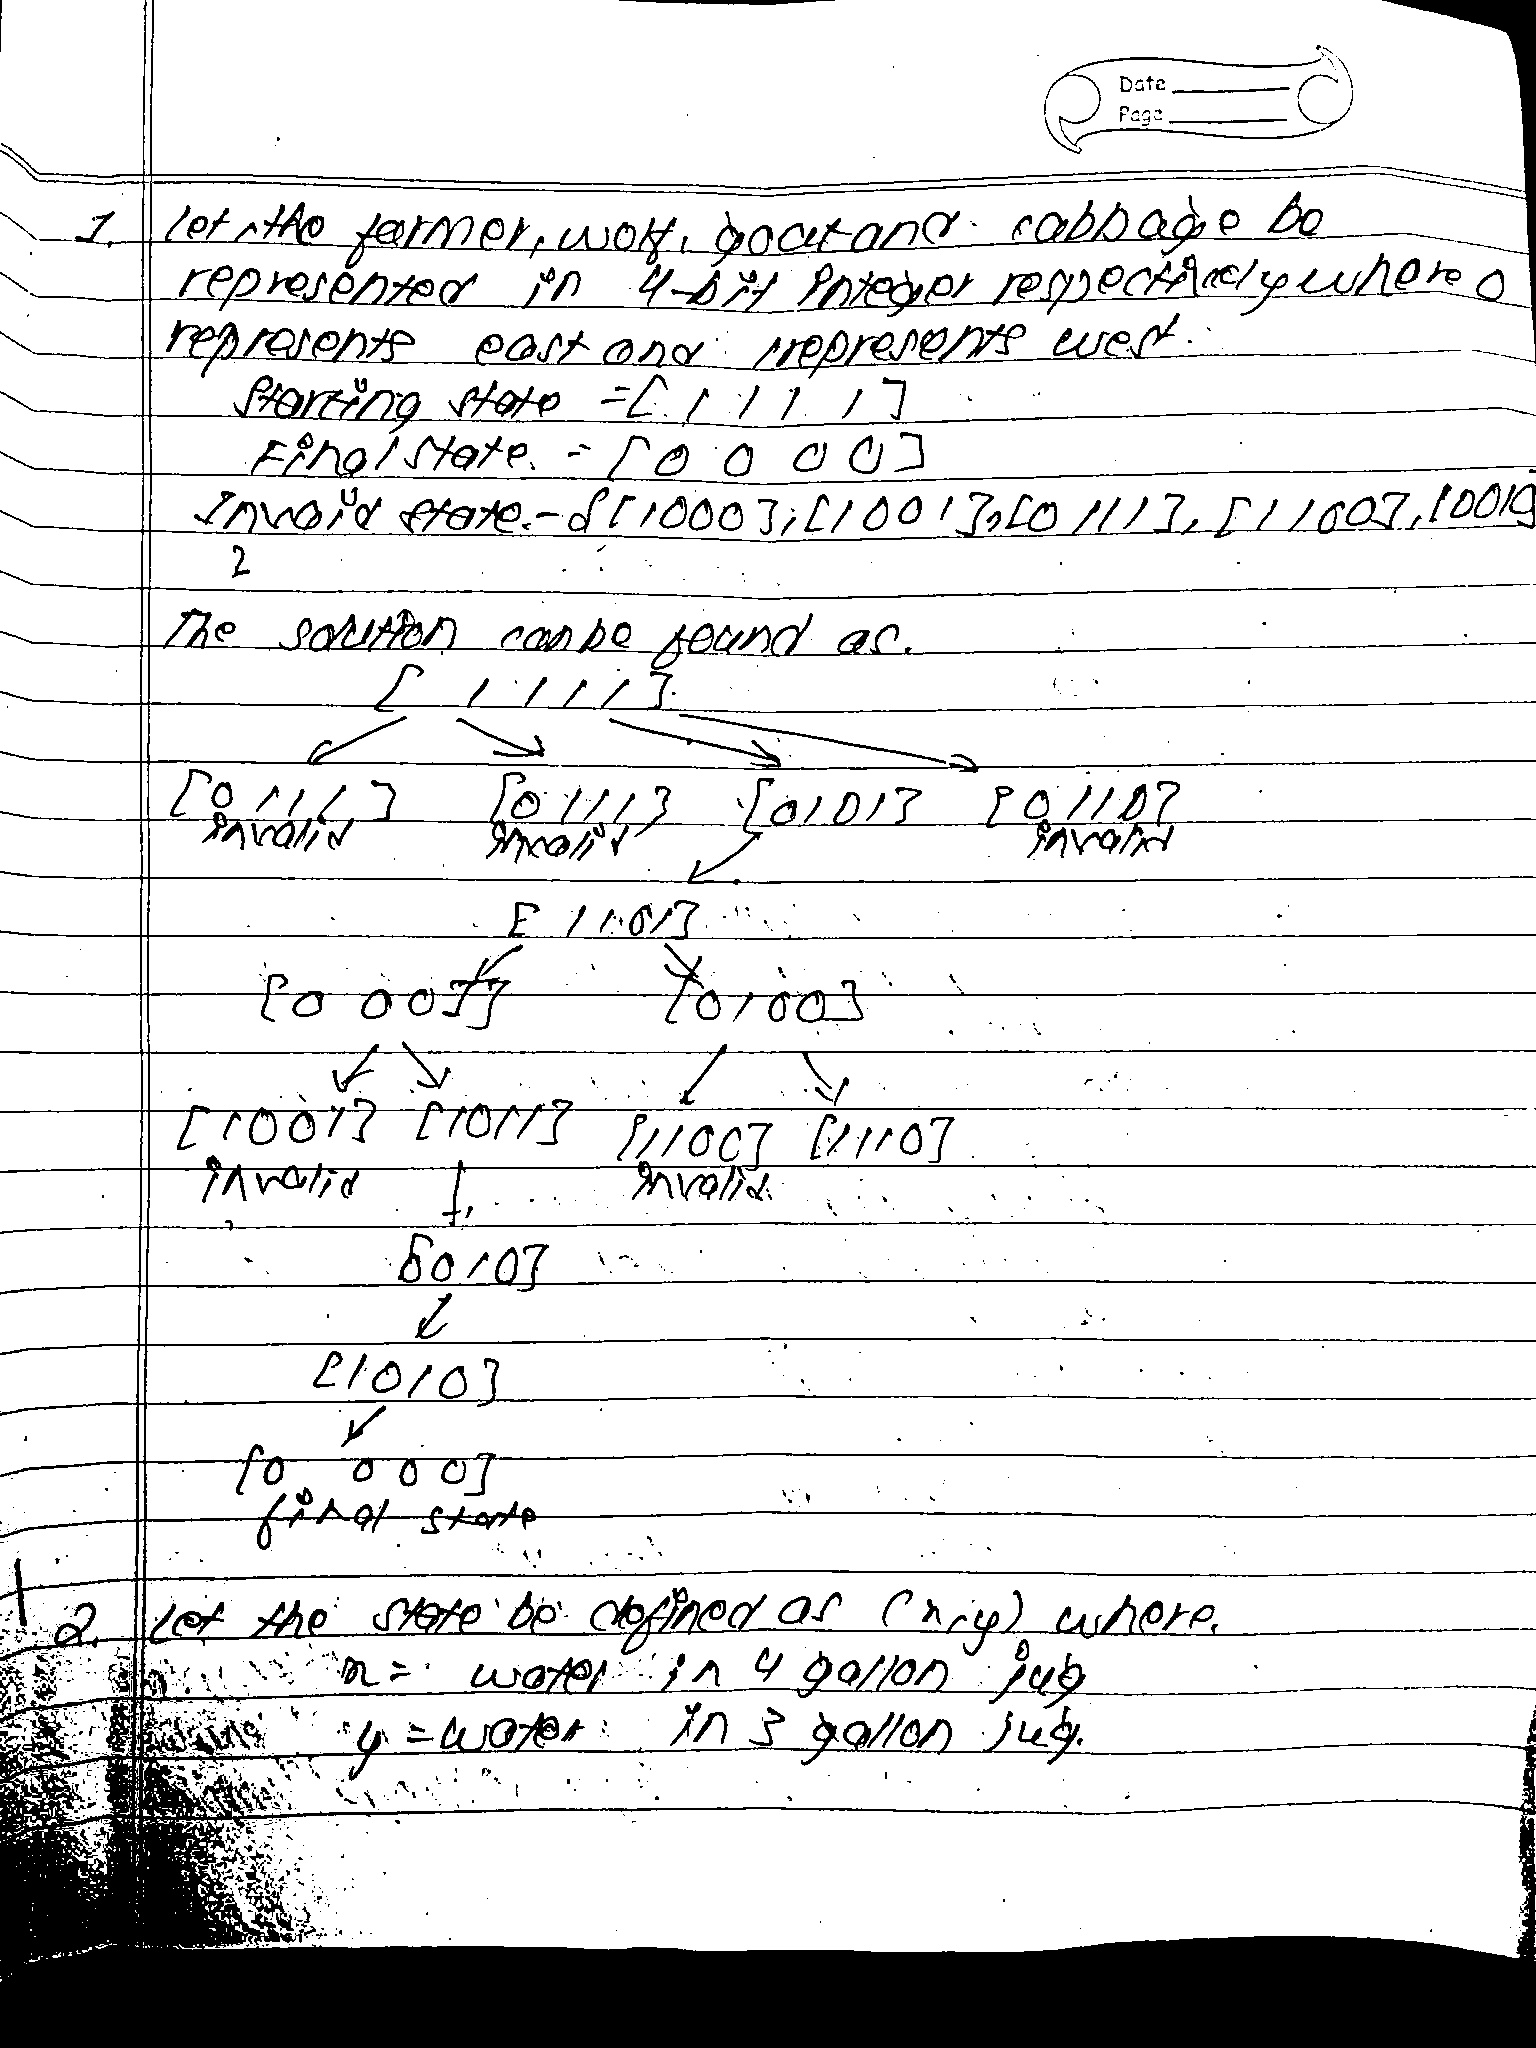 Date
Page
1. let the farmer, wolf, goat and cabbage be
represented in 4-bit integer respectively where 0
represents east and 1 represents west.
Starting state = [ 1 1 1 1 ]
Final state = [ 0 0 0 0 ]
Invalid state = { [1000], [1001], [0111], [1100],
}
The solution can be found as.
[ 1 1 1 1 ]
[ 0 1 1 1 ] [ 0 1 1 1 ] [ 0 1 0 1 ] [ 0 1 1 0 ]
invalid invalid invalid
[ 1 1 0 1 ]
[ 0 0 0 1 ] [ 0 1 0 0 ]
[ 1 0 0 1 ] [ 1 0 1 1 ] [ 1 1 0 0 ] [ 1 1 1 0 ]
invalid invalid
[0 0 1 0]
[ 1 0 1 0 ]
[ 0 0 0 0 ]
final state
2. Let the state be defined as (x,y) where.
x = water in 4 gallon jug
y = water in 3 gallon jug.